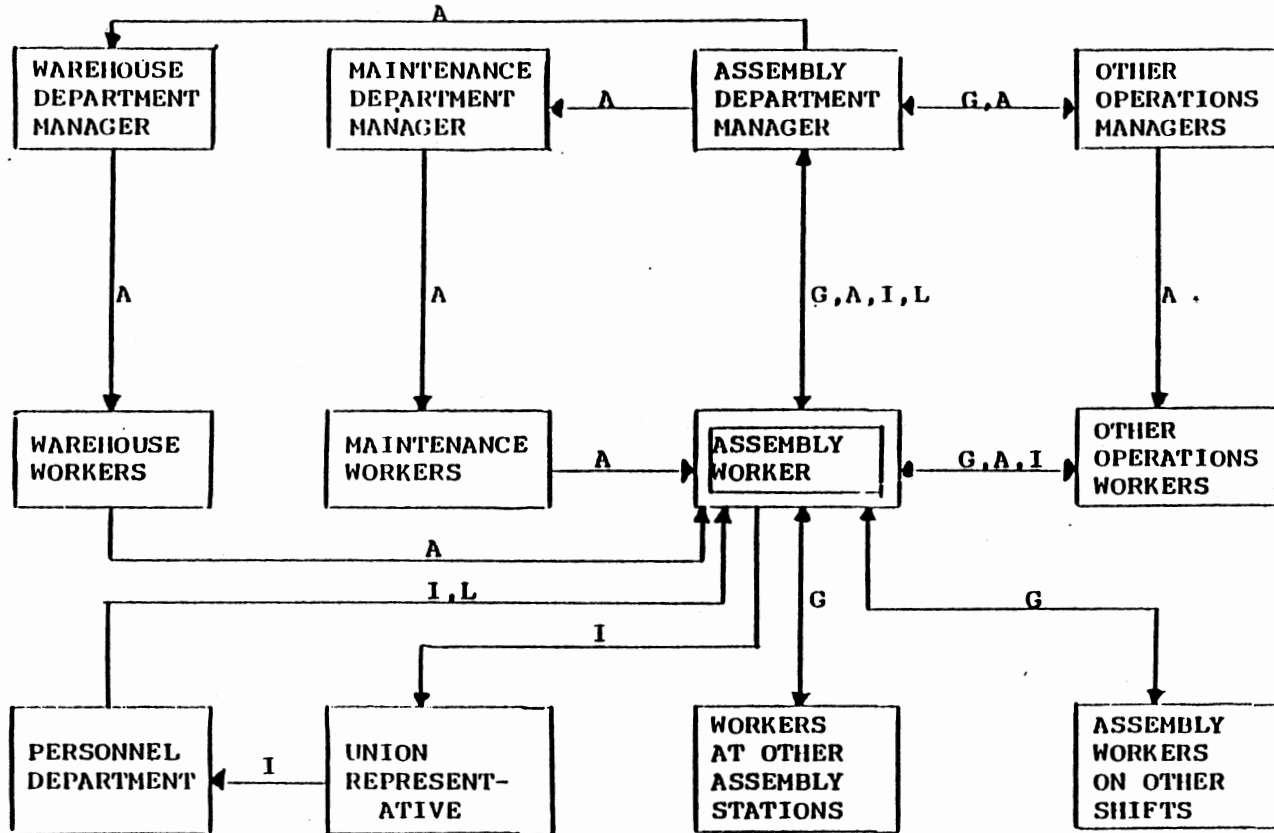 A
WAREHOUSE
DEPARTMENT
MANAGER
MAINTENANCE
DEPARTMENT
MANAGER
A
ASSEMBLY
DEPARTMENT
MANAGER
G,A
OTHER
OPERATIONS
MANAGERS
A
A
G,A,I,L
A
WAREHOUSE
WORKERS
MAINTENANCE
WORKERS
A
ASSEMBLY
WORKER
G,A,I
OTHER
OPERATIONS
WORKERS
A
I,L
I
G
G
PERSONNEL
DEPARTMENT
I
UNION
REPRESENT-
ATIVE
WORKERS
AT OTHER
ASSEMBLY
STATIONS
ASSEMBLY
WORKERS
ON OTHER
SHIFTS